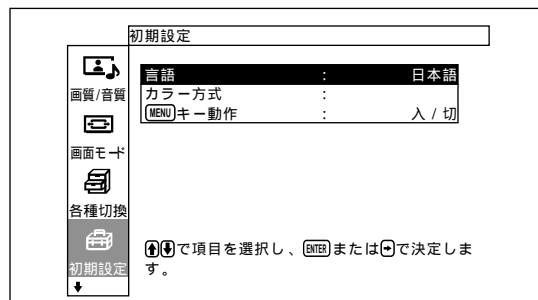 初期設定
画質/音質
画面モード
各種切換
初期設定
言語 : 日本語
カラー方式 :
MENUキー動作 : 入 / 切
で項目を選択し、ENTERまたはで決定しま
す。